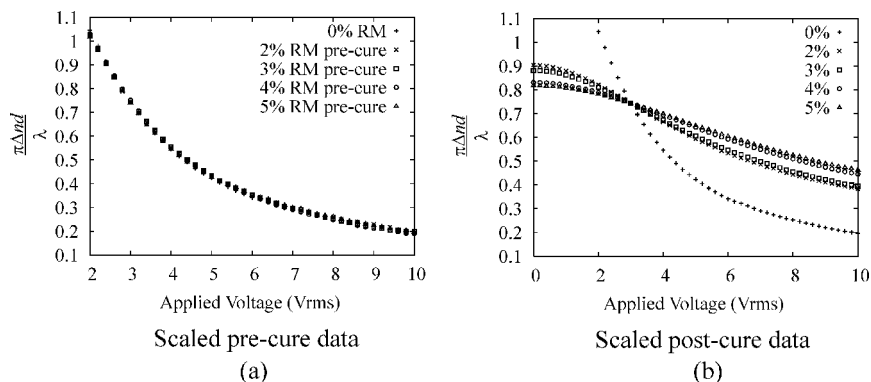 1.1
1
0.9
0.8
0.7
0.6
0.5
0.4
0.3
0.2
0.1
πΔnd
λ
0% RM
2% RM pre-cure
3% RM pre-cure
4% RM pre-cure
5% RM pre-cure
2 3 4 5 6 7 8 9 10
Applied Voltage (Vrms)
Scaled pre-cure data
(a)
1.1
1
0.9
0.8
0.7
0.6
0.5
0.4
0.3
0.2
0.1
πΔnd
λ
0%
2%
3%
4%
5%
0 2 4 6 8 10
Applied Voltage (Vrms)
Scaled post-cure data
(b)